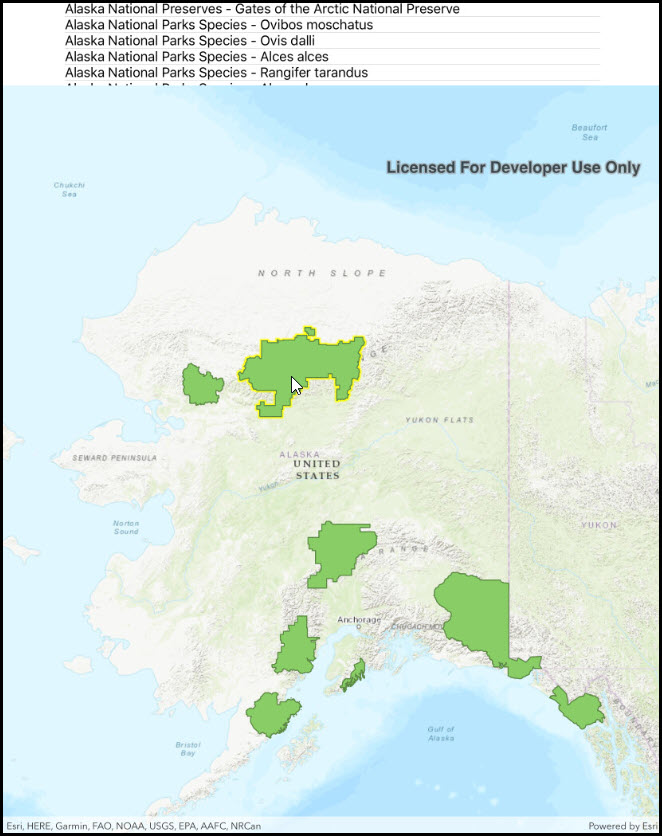 Alaska National Preserves - Gates of the Arctic National Preserve
Alaska National Parks Species - Ovibos moschatus
Alaska National Parks Species - Ovis dalli
Alaska National Parks Species - Alces alces
Alaska National Parks Species - Rangifer tarandus
Beaufort
Sea
Licensed For Developer Use Only
Chukchi
Sea
NORTH SLOPE
GE
YUKON FLATS
ALASKA
SEWARD PENINSULA
UNITED
STATES
Yukon
Norton
Sound
YUKON
RANGE
Anchorage
CHUGACH
Gulf of
Alaska
Bristol
Bay
Esri, HERE, Garmin, FAO, NOAA, USGS, EPA, AAFC, NRCan
Powered by Esri